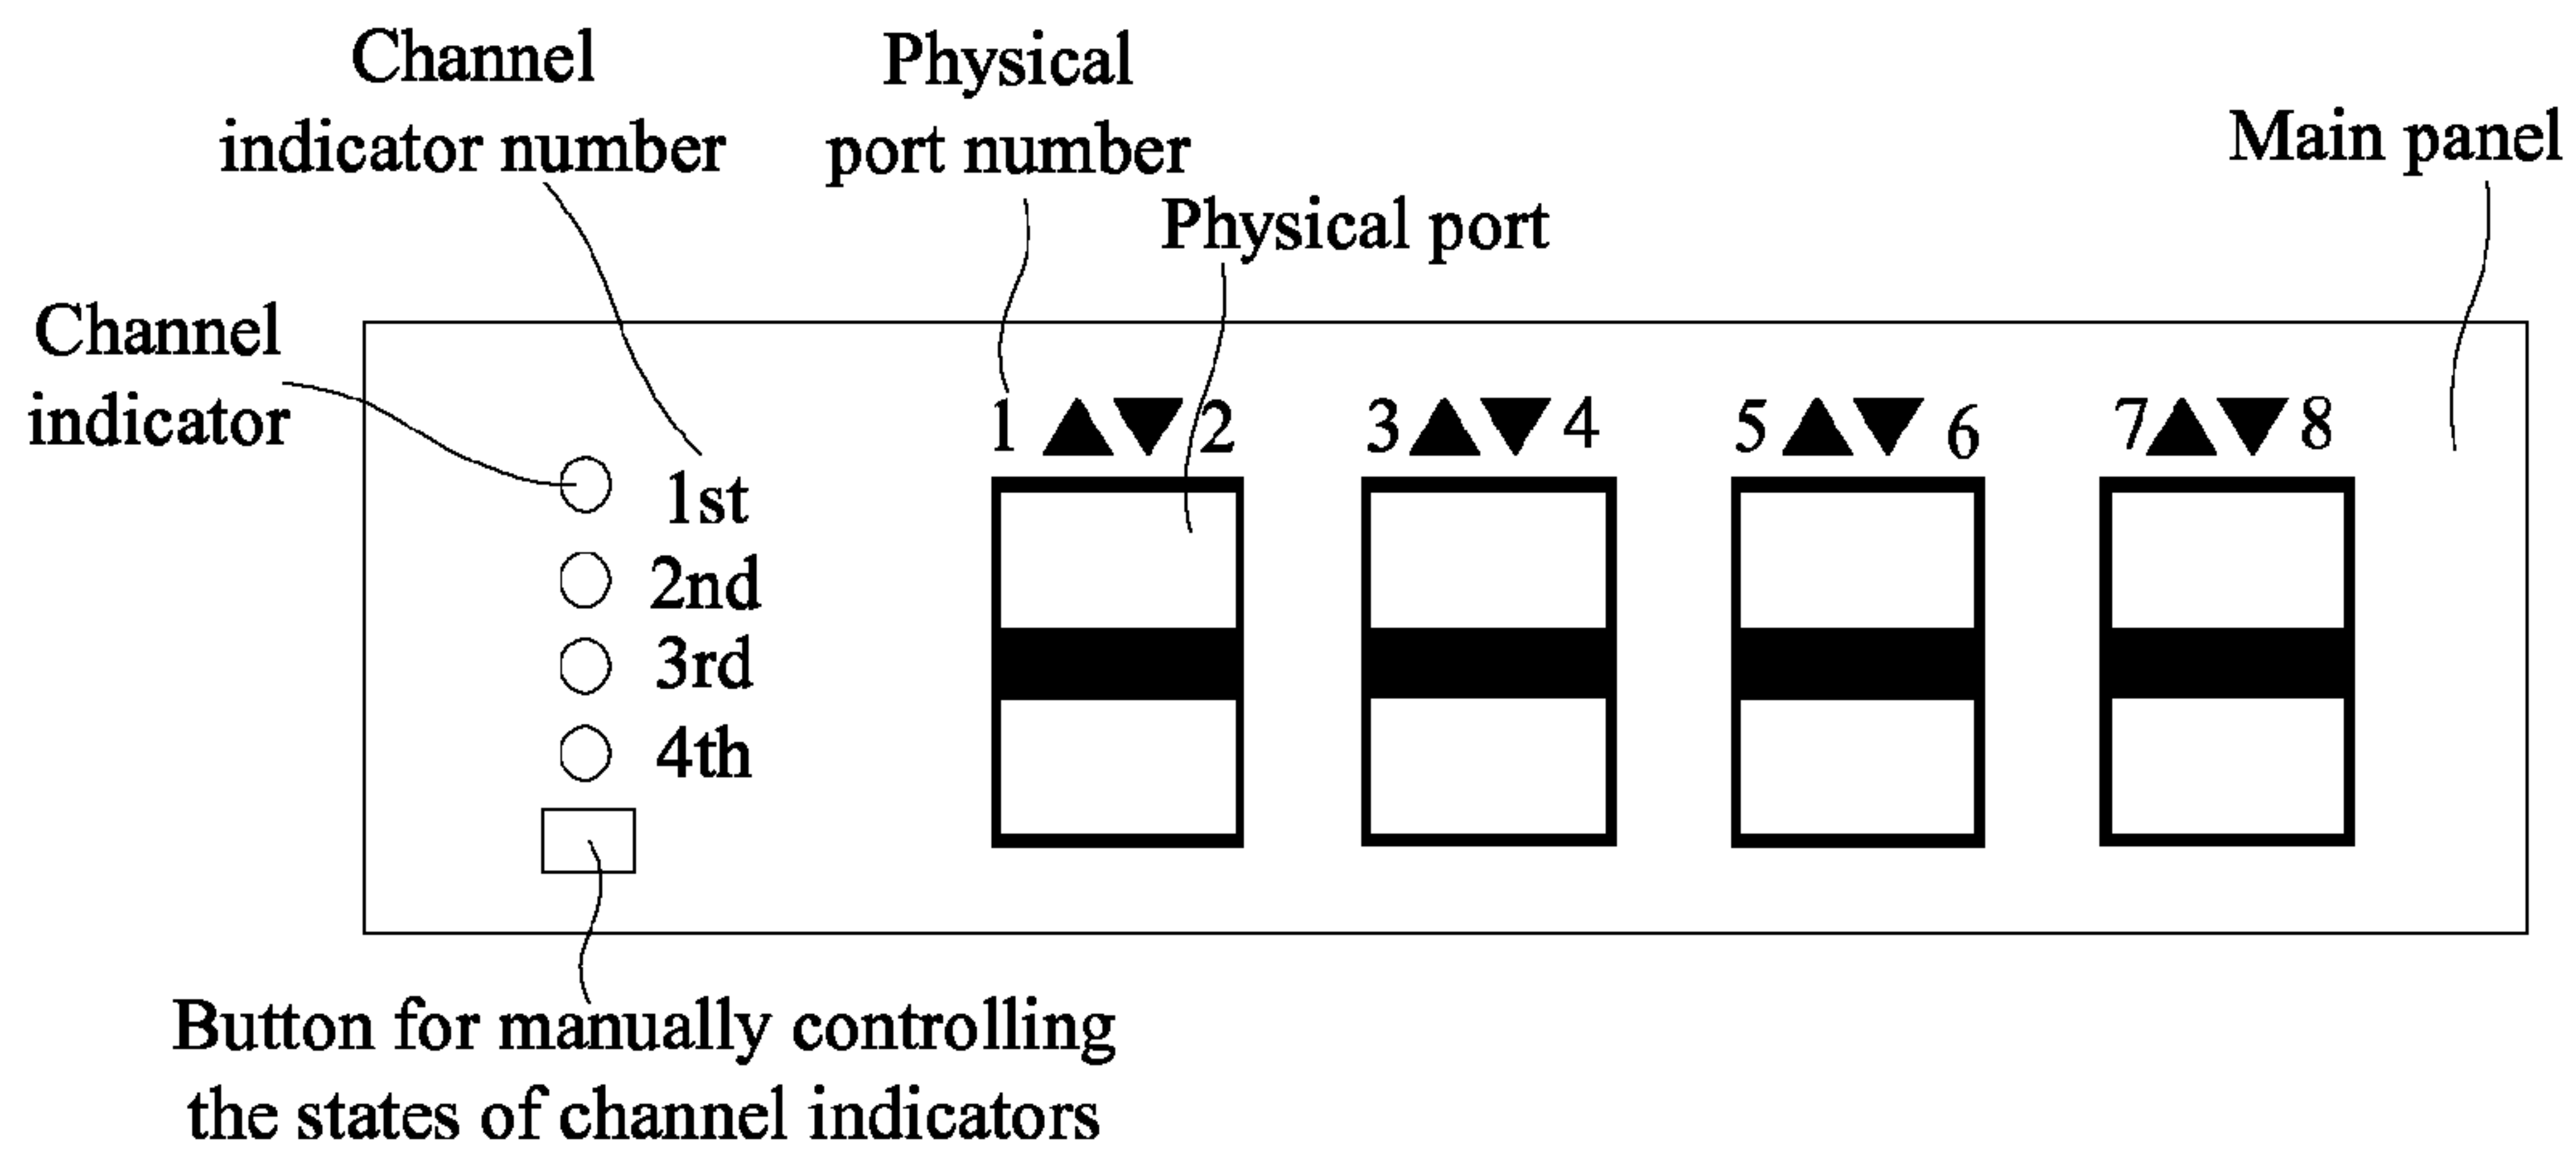 Channel
indicator number
Physical
port number
Main panel
Physical port
Channel
indicator
1 ▲▼ 2 3 ▲▼ 4 5 ▲▼ 6 7 ▲▼ 8
1st
2nd
3rd
4th
Button for manually controlling
the states of channel indicators